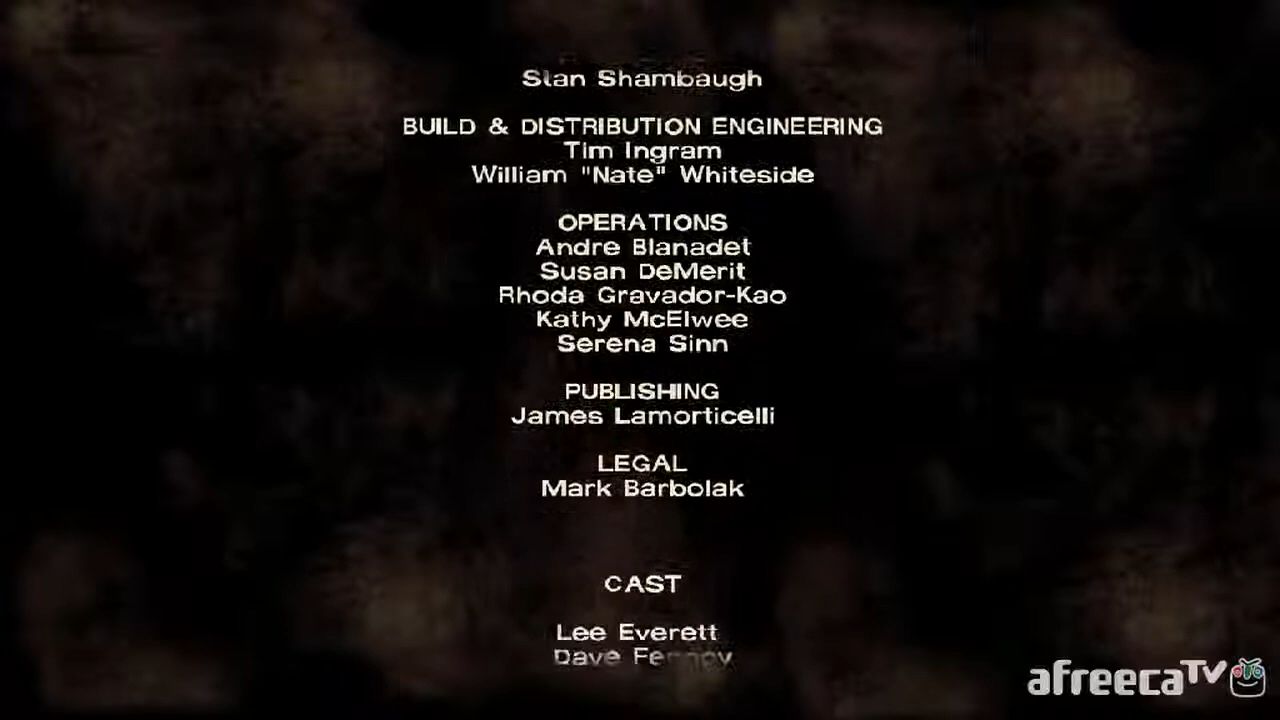 Stan Shambaugh
BUILD & DISTRIBUTION ENGINEERING
Tim Ingram
William "Nate" Whiteside
OPERATIONS
Andre Blanadet
Susan DeMerit
Rhoda Gravador-Kao
Kathy McElwee
Serena Sinn
PUBLISHING
James Lamorticelli
LEGAL
Mark Barbolak
CAST
Lee Everett
Dave
afreecaTV